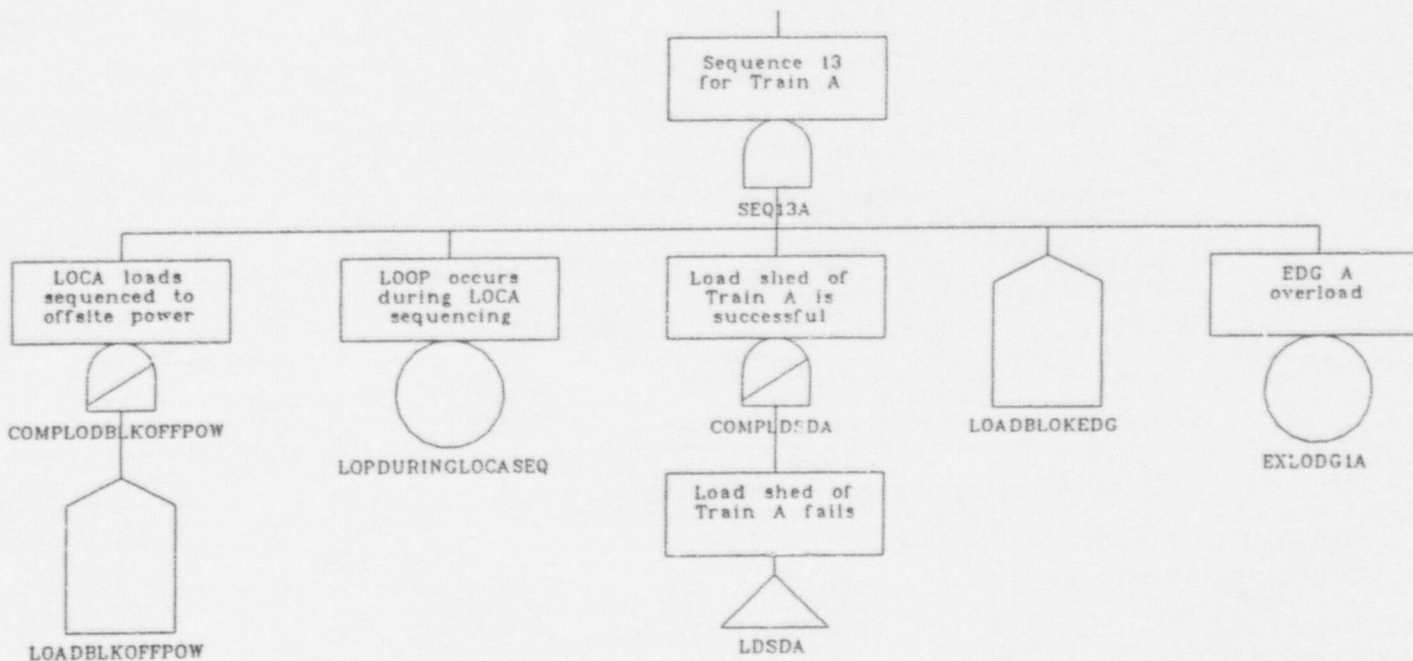 Sequence 13
for Train A
SEQ13A
LOCA loads
sequenced to
offsite power
COMPLODBLKOFFPOW
LOADBLKOFFPOW
LOOP occurs
during LOCA
sequencing
LOPDURINGLOCASEQ
Load shed of
Train A is
successful
COMPLDSDA
Load shed of
Train A fails
LDSDA
LOADBLOKEDG
EDG A
overload
EXLODG1A